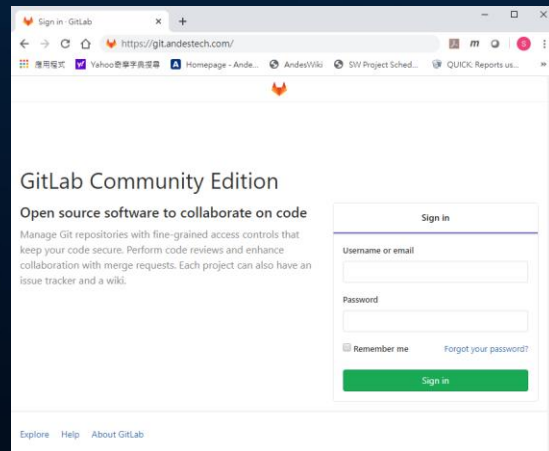 Sign in · GitLab
https://git.andestech.com/
應用程式 Yahoo奇摩字典搜尋 Homepage - Ande... AndesWiki SW Project Sched... QUICK: Reports us...
GitLab Community Edition
Open source software to collaborate on code
Manage Git repositories with fine-grained access controls that
keep your code secure. Perform code reviews and enhance
collaboration with merge requests. Each project can also have an
issue tracker and a wiki.
Sign in
Username or email
Password
Remember me Forgot your password?
Sign in
Explore Help About GitLab